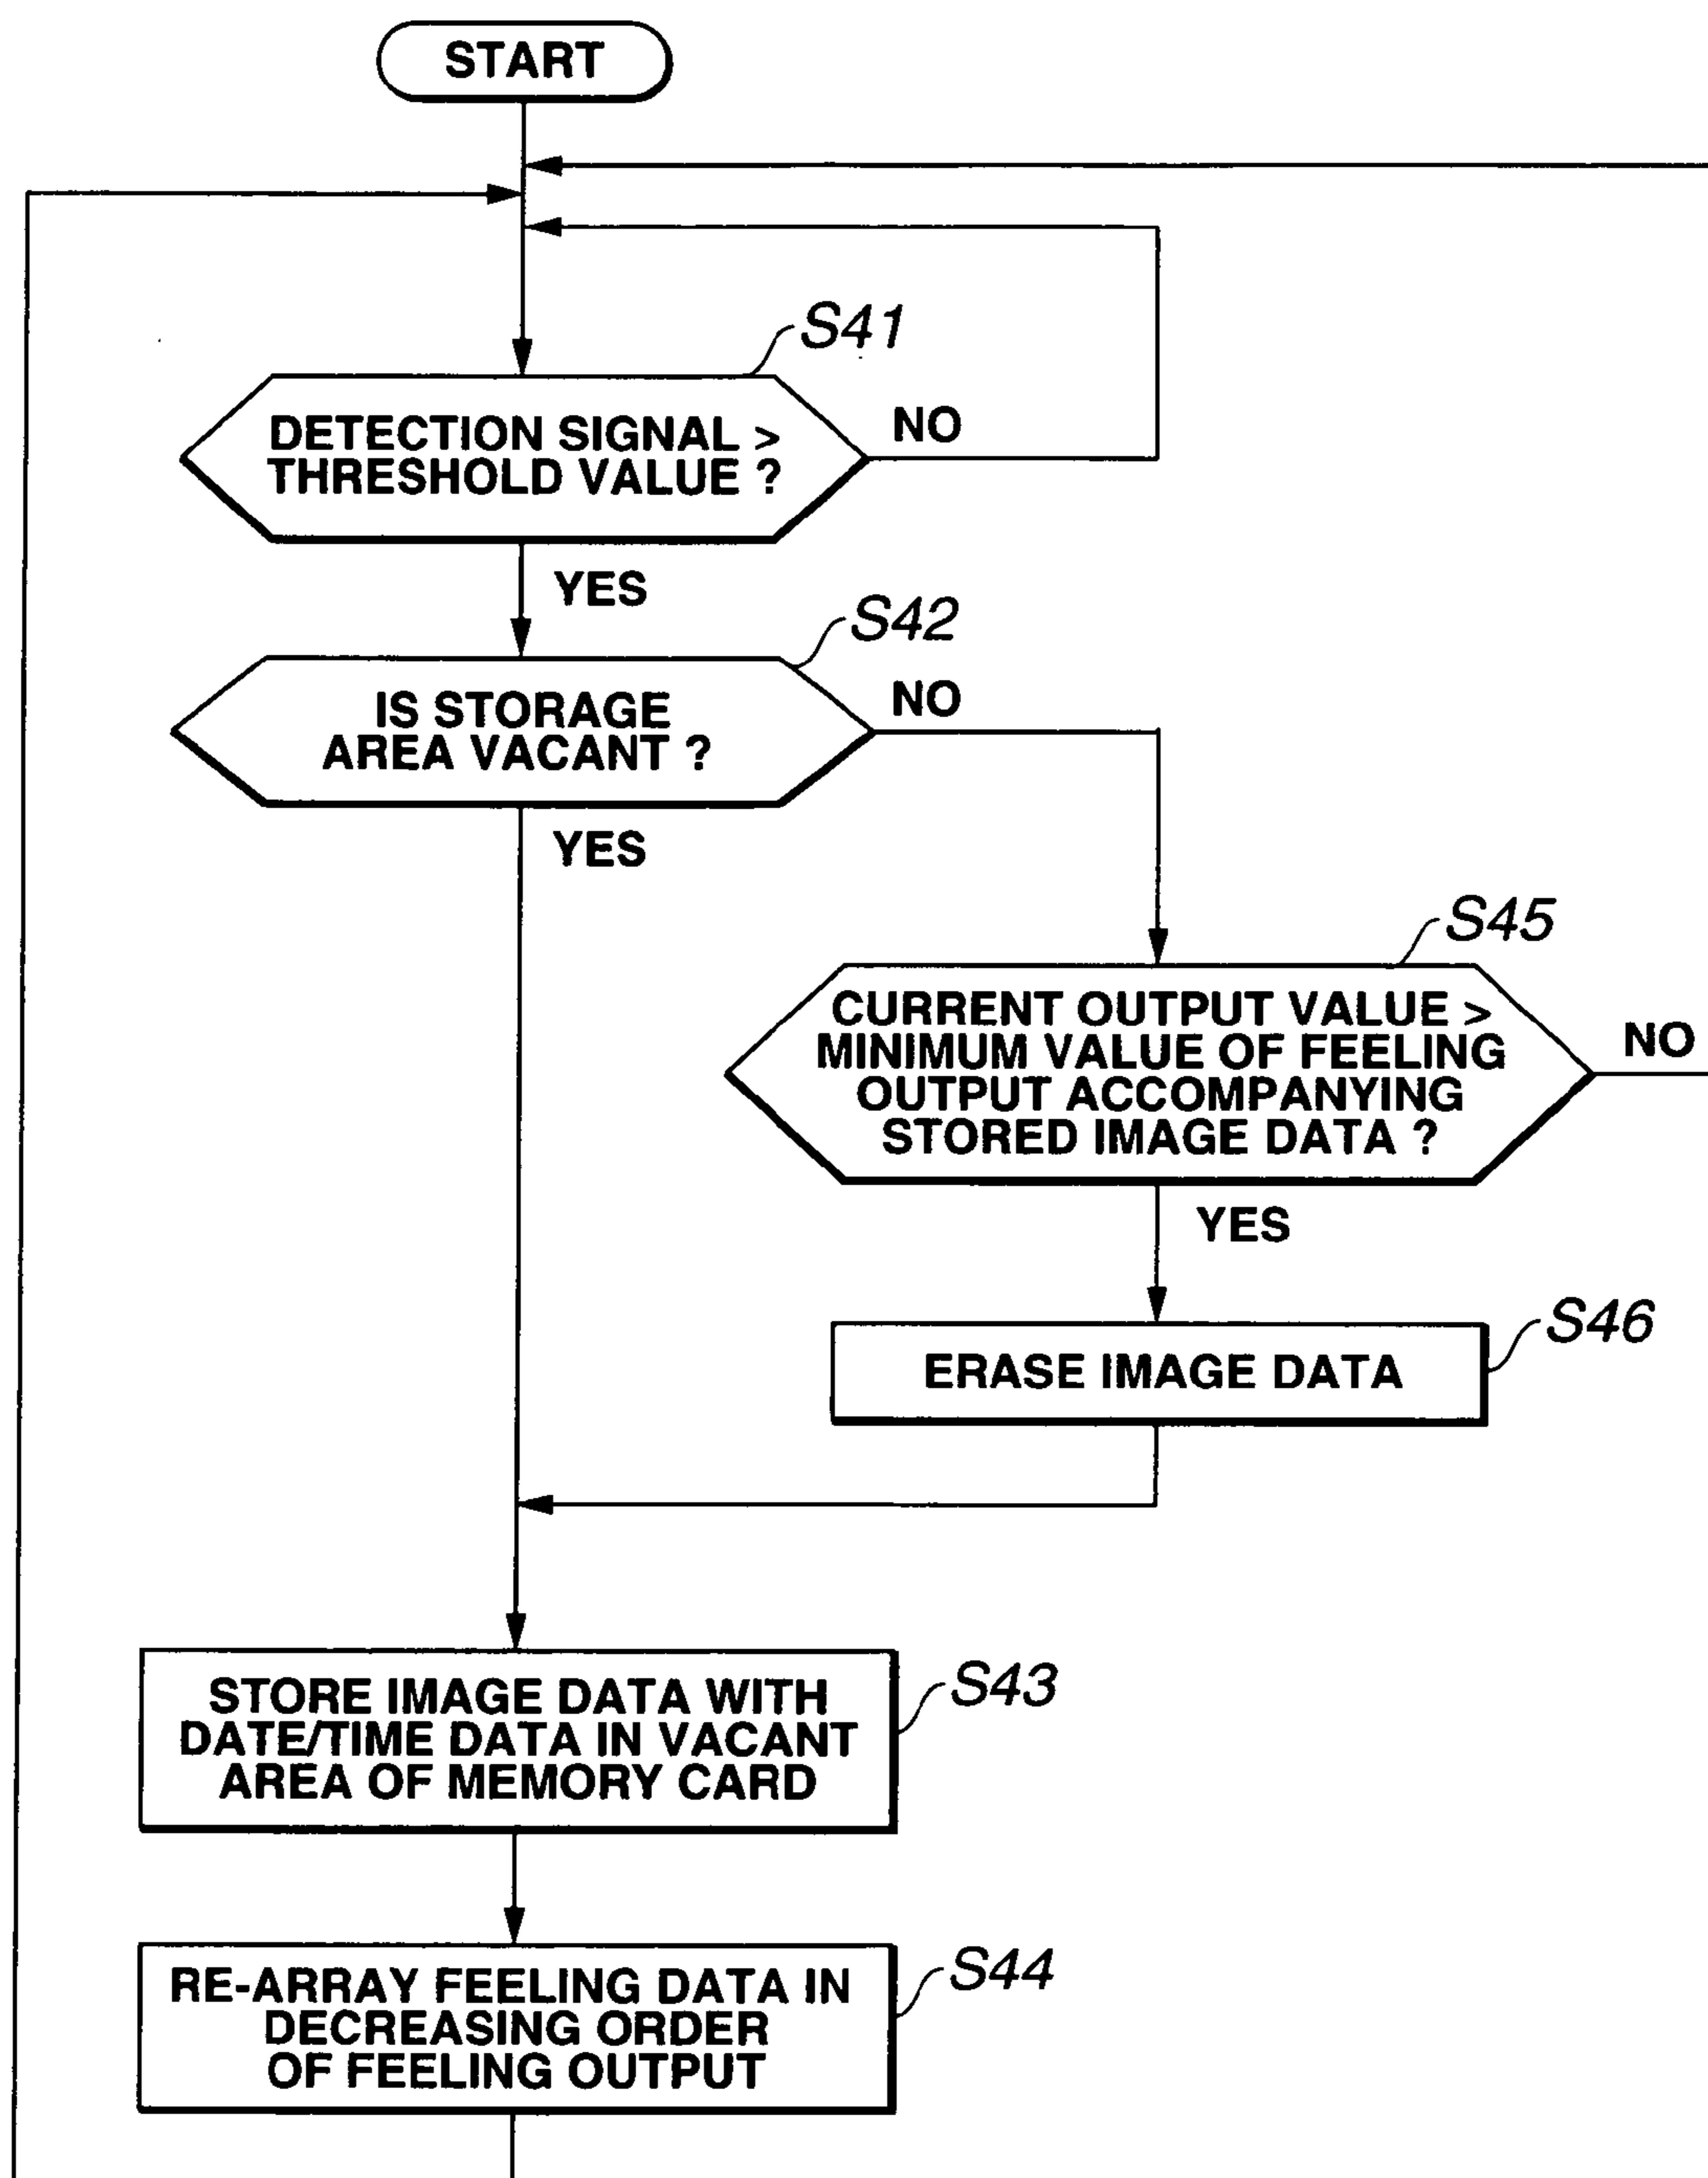 START
S41
DETECTION SIGNAL >
THRESHOLD VALUE ?
NO
YES
S42
IS STORAGE
AREA VACANT ?
NO
YES
S45
CURRENT OUTPUT VALUE >
MINIMUM VALUE OF FEELING
OUTPUT ACCOMPANYING
STORED IMAGE DATA ?
NO
YES
S46
ERASE IMAGE DATA
S43
STORE IMAGE DATA WITH
DATE/TIME DATA IN VACANT
AREA OF MEMORY CARD
S44
RE-ARRAY FEELING DATA IN
DECREASING ORDER
OF FEELING OUTPUT